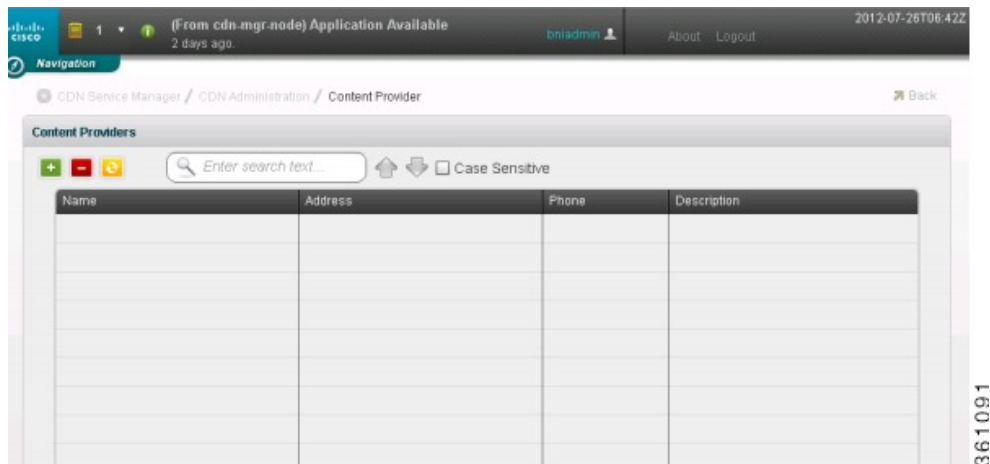 cisco
1
(From cdn-mgr-node) Application Available
2 days ago.
bniadmin
About Logout
2012-07-26T06:42Z
Navigation
CDN Service Manager / CDN Administration / Content Provider
Back
Content Providers
Enter search text...
Case Sensitive
Name Address Phone Description
361091